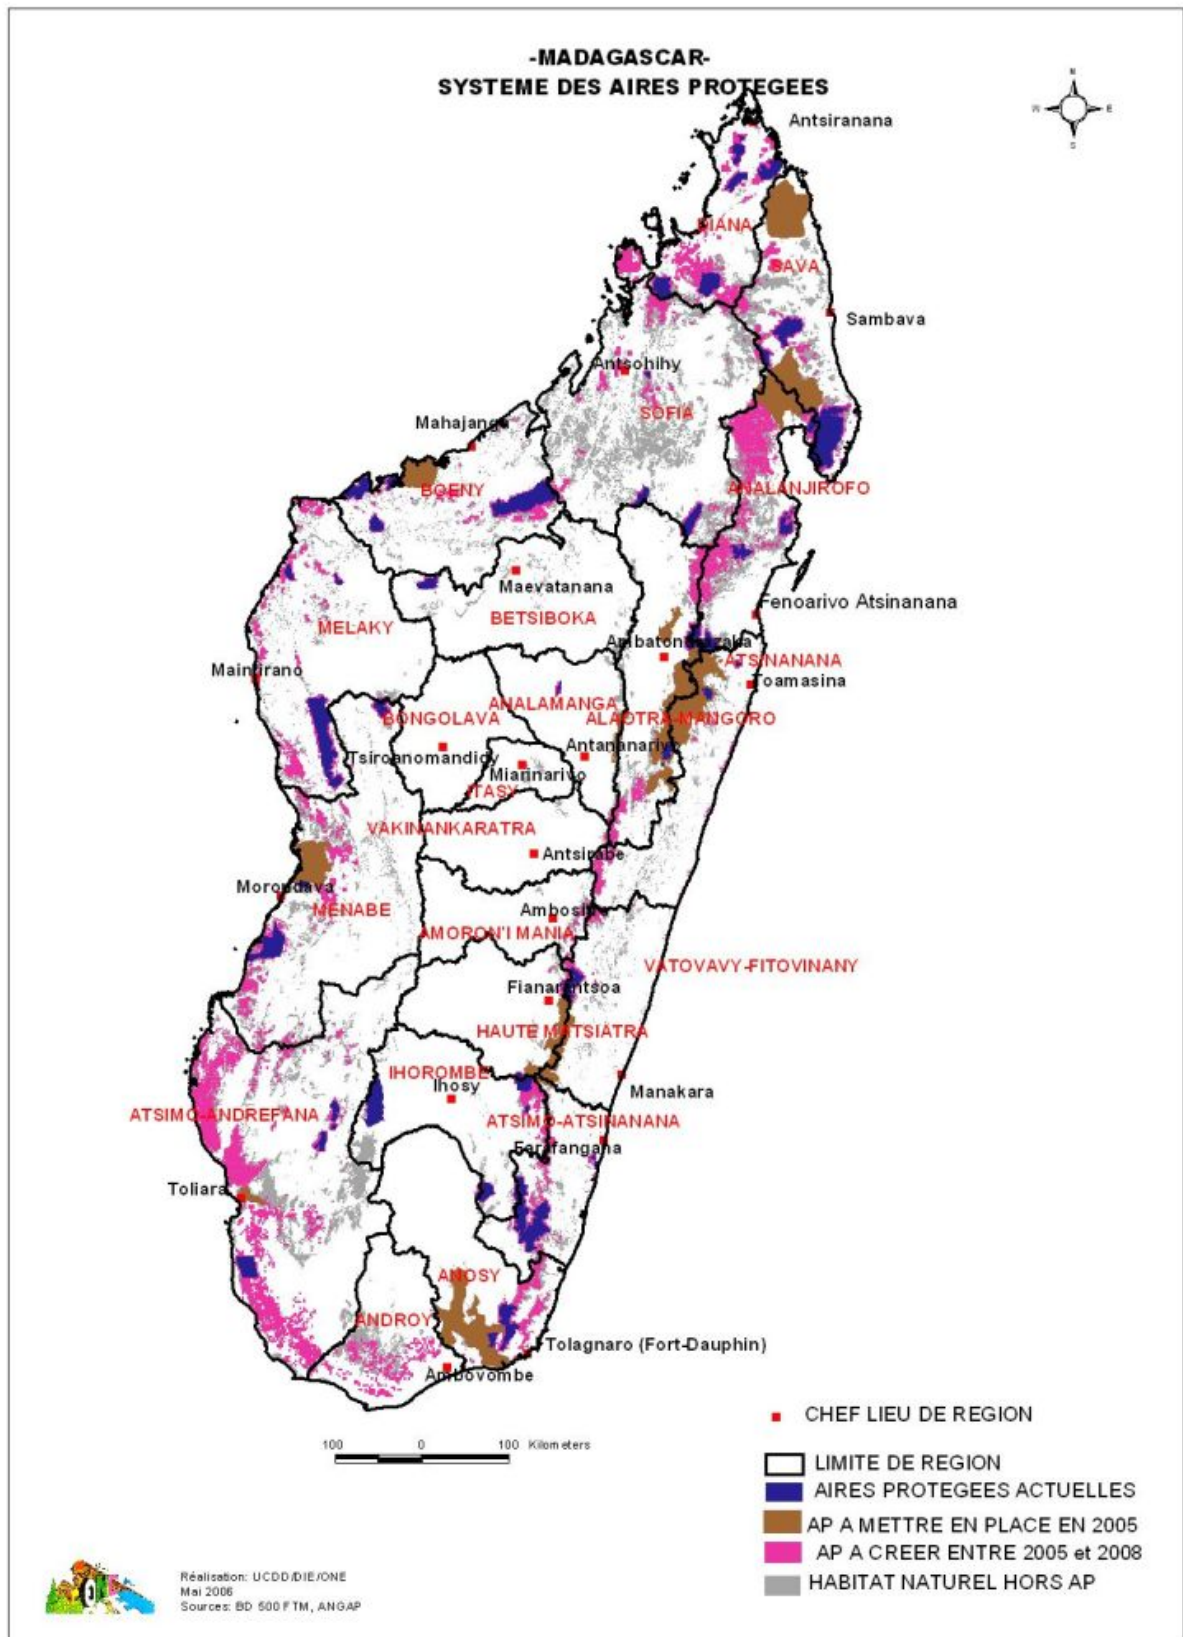 -MADAGASCAR-
SYSTEME DES AIRES PROTEGEES
N
W E
S
Antsiranana
DIANA
SAVA
Sambava
Antsohihy
SOFIA
Mahajanga
BOENY
ANALANJIROFO
Maevatanana
BETSIBOKA
Fenoarivo Atsinanana
MELAKY
Ambatondrazaka
ATSINANANA
Maintirano
Toamasina
ANALAMANGA
BONGOLAVA
ALAOTRA-MANGORO
Antananarivo
Tsiroanomandidy
Miarinarivo
ITASY
VAKINANKARATRA
Antsirabe
Morondava
MENABE
Ambositra
AMORON'I MANIA
VATOVAVY-FITOVINANY
Fianarantsoa
HAUTE MATSIATRA
IHOROMBE
Ihosy
Manakara
ATSIMO-ANDREFANA
ATSIMO-ATSINANANA
Farafangana
Toliara
ANOSY
ANDROY
Tolagnaro (Fort-Dauphin)
Ambovombe
100 0 100 Kilometers
CHEF LIEU DE REGION
LIMITE DE REGION
AIRES PROTEGEES ACTUELLES
AP A METTRE EN PLACE EN 2005
AP A CREER ENTRE 2005 et 2008
HABITAT NATUREL HORS AP
Réalisation: UCDD/DIE/ONE
Mai 2006
Sources: BD 500 FTM, ANGAP